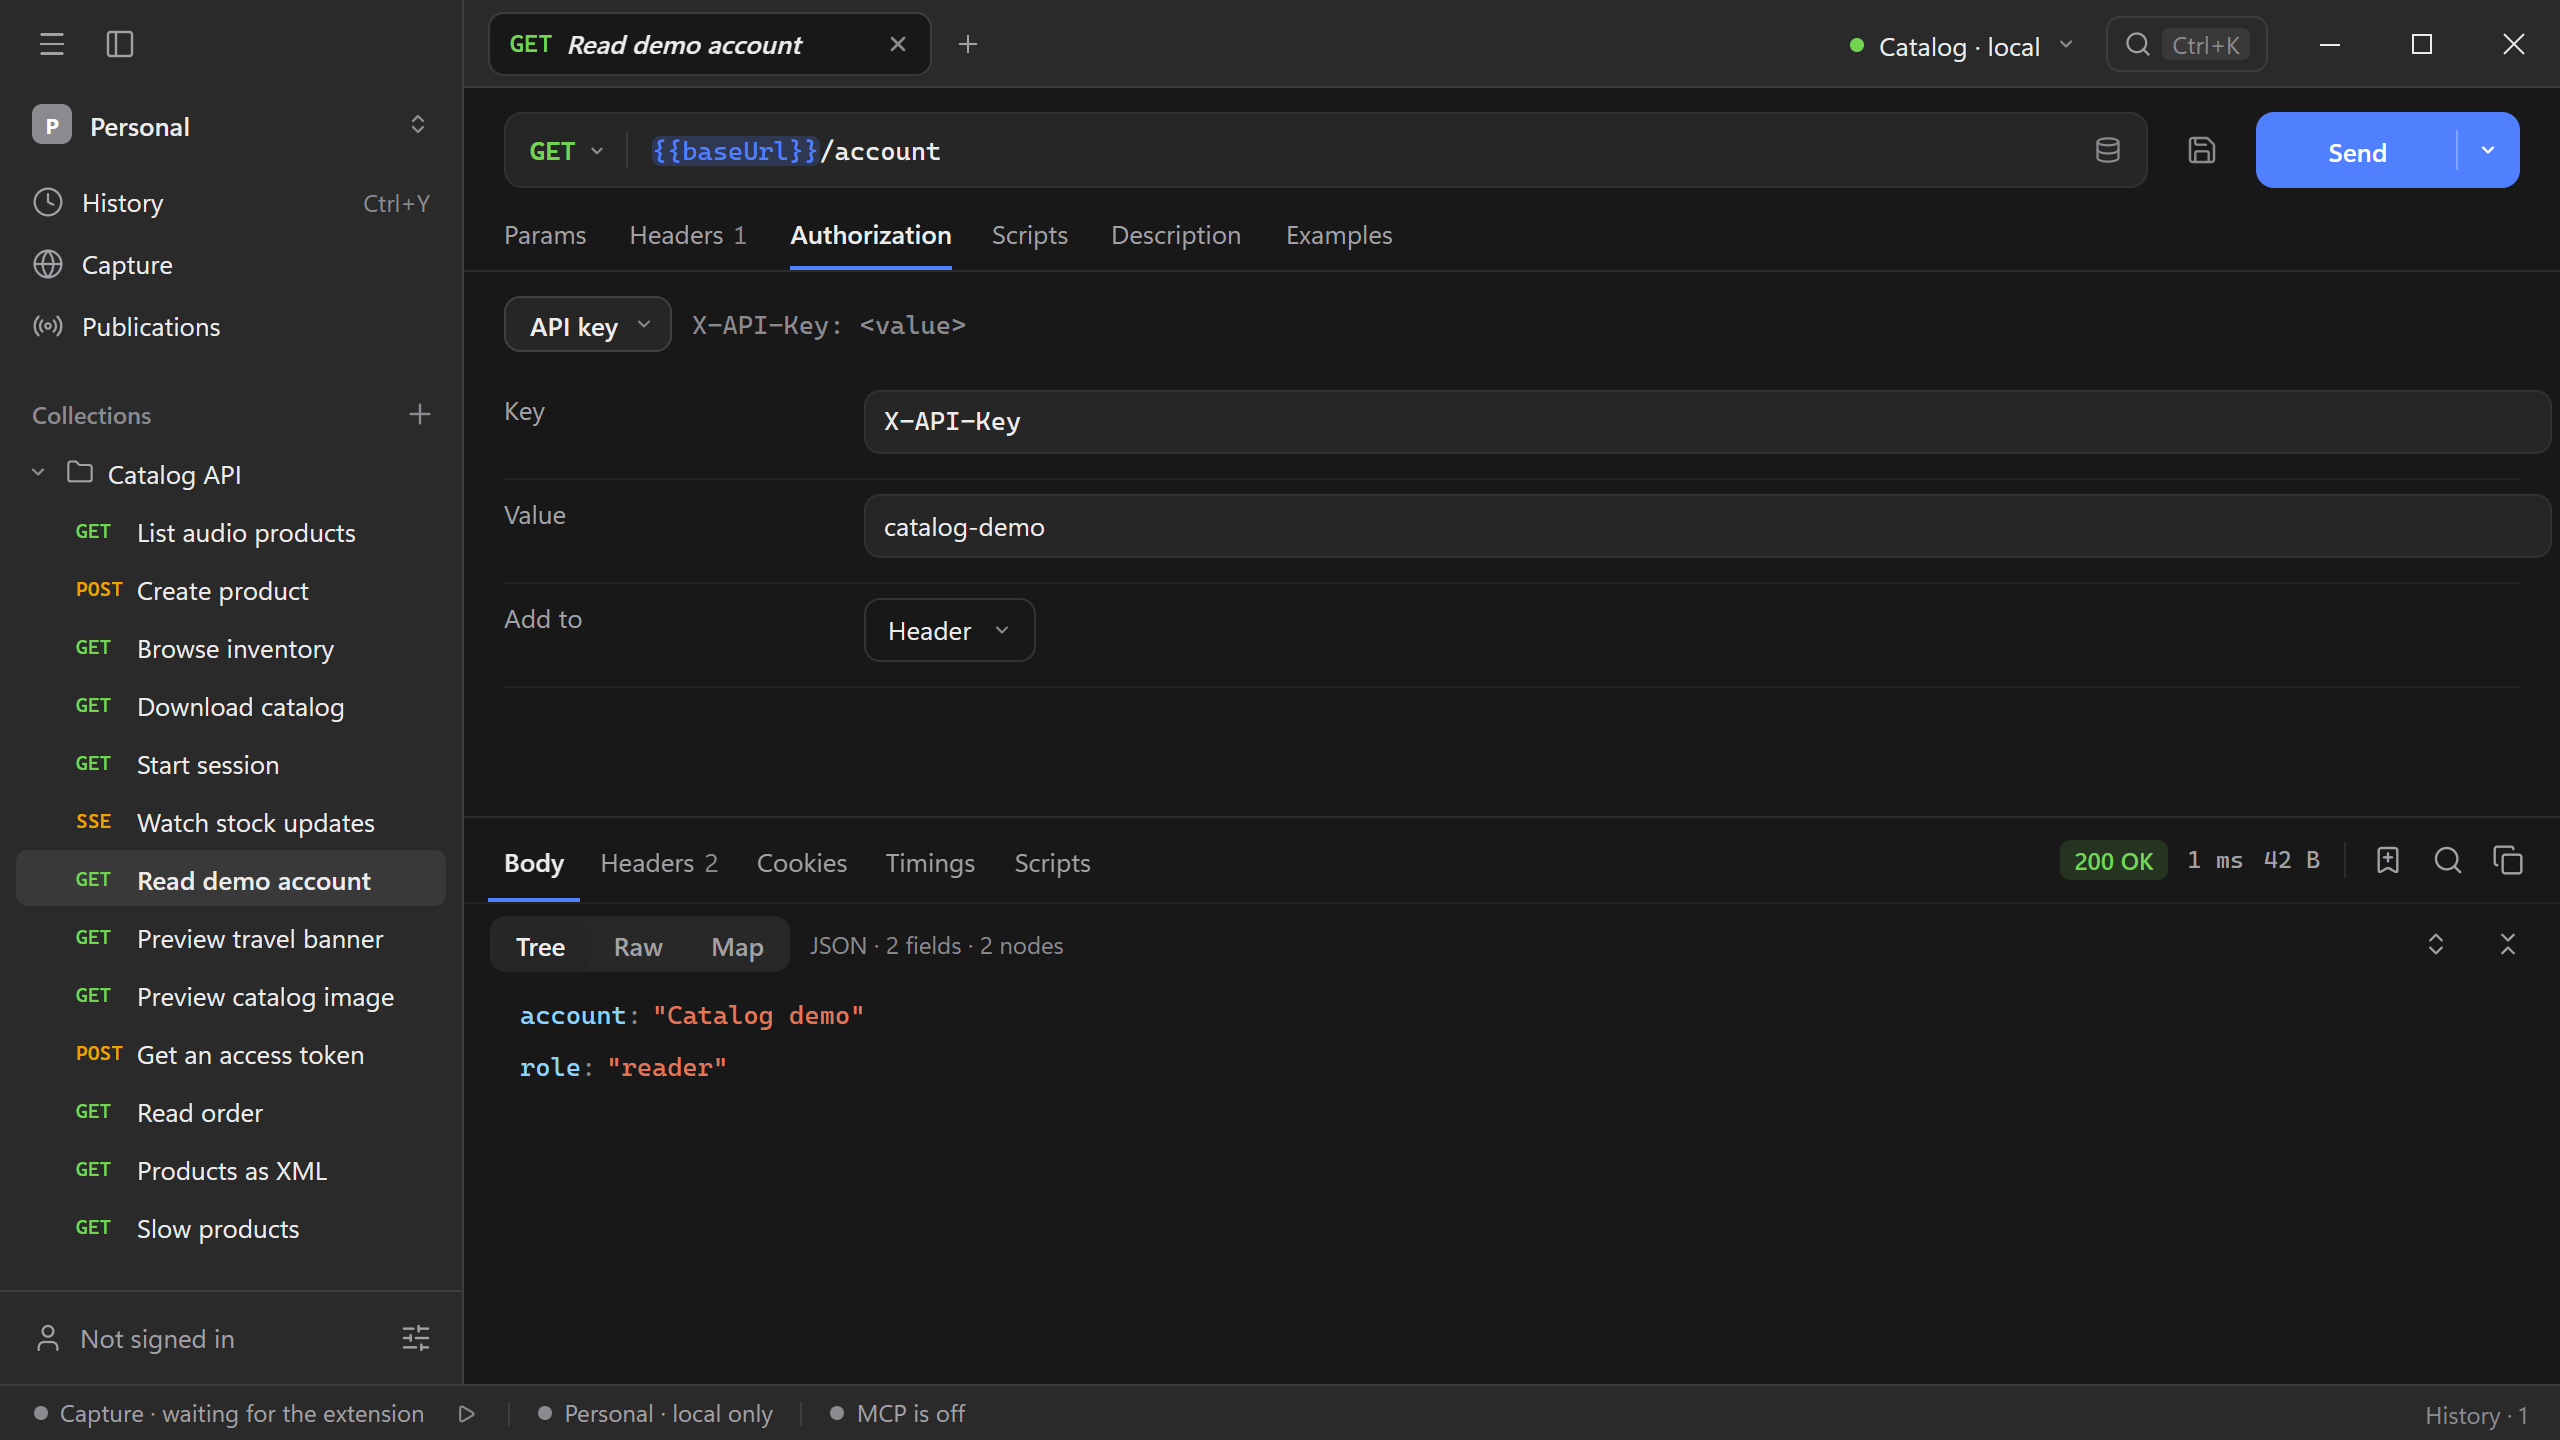 GET Read demo account
Catalog · local
Ctrl+K
P Personal
History Ctrl+Y
Capture
Publications
Collections
Catalog API
GET List audio products
POST Create product
GET Browse inventory
GET Download catalog
GET Start session
SSE Watch stock updates
GET Read demo account
GET Preview travel banner
GET Preview catalog image
POST Get an access token
GET Read order
GET Products as XML
GET Slow products
Not signed in
GET {{baseUrl}}/account
Send
Params Headers 1 Authorization Scripts Description Examples
API key X-API-Key: <value>
Key X-API-Key
Value catalog-demo
Add to Header
Body Headers 2 Cookies Timings Scripts
200 OK 1 ms 42 B
Tree Raw Map JSON · 2 fields · 2 nodes
account: "Catalog demo"
role: "reader"
Capture · waiting for the extension Personal · local only MCP is off History · 1